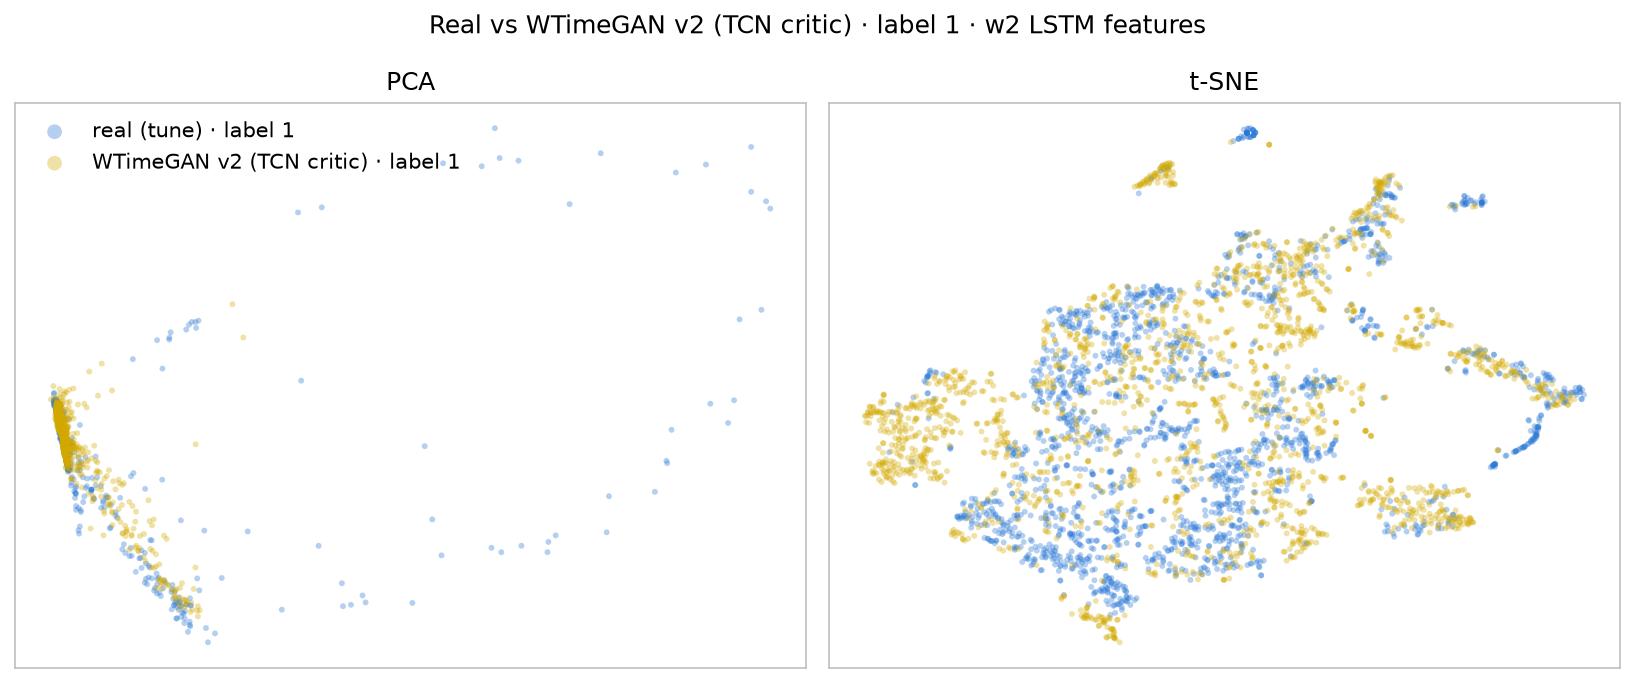 Real vs WTimeGAN v2 (TCN critic) · label 1 · w2 LSTM features
PCA
real (tune) · label 1
WTimeGAN v2 (TCN critic) · label 1
t-SNE